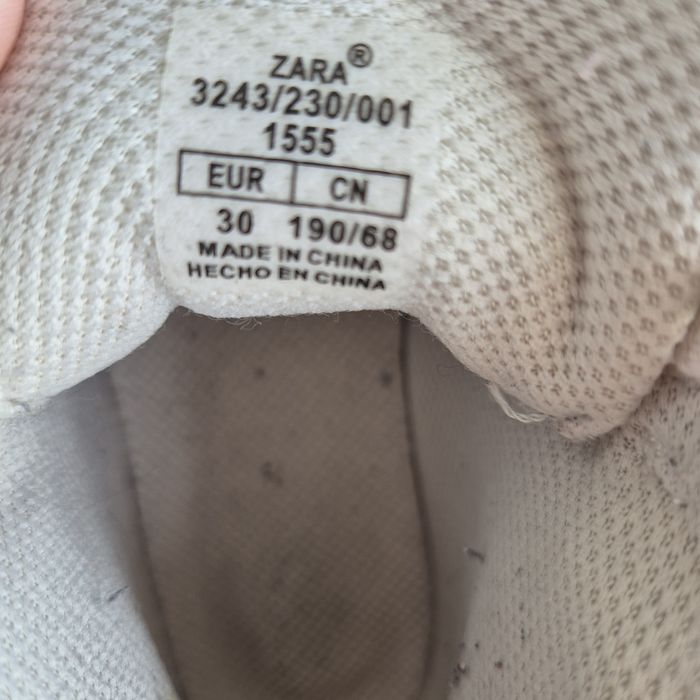 ZARA®
3243/230/001
1555
EUR CN
30 190/68
MADE IN CHINA
HECHO EN CHINA